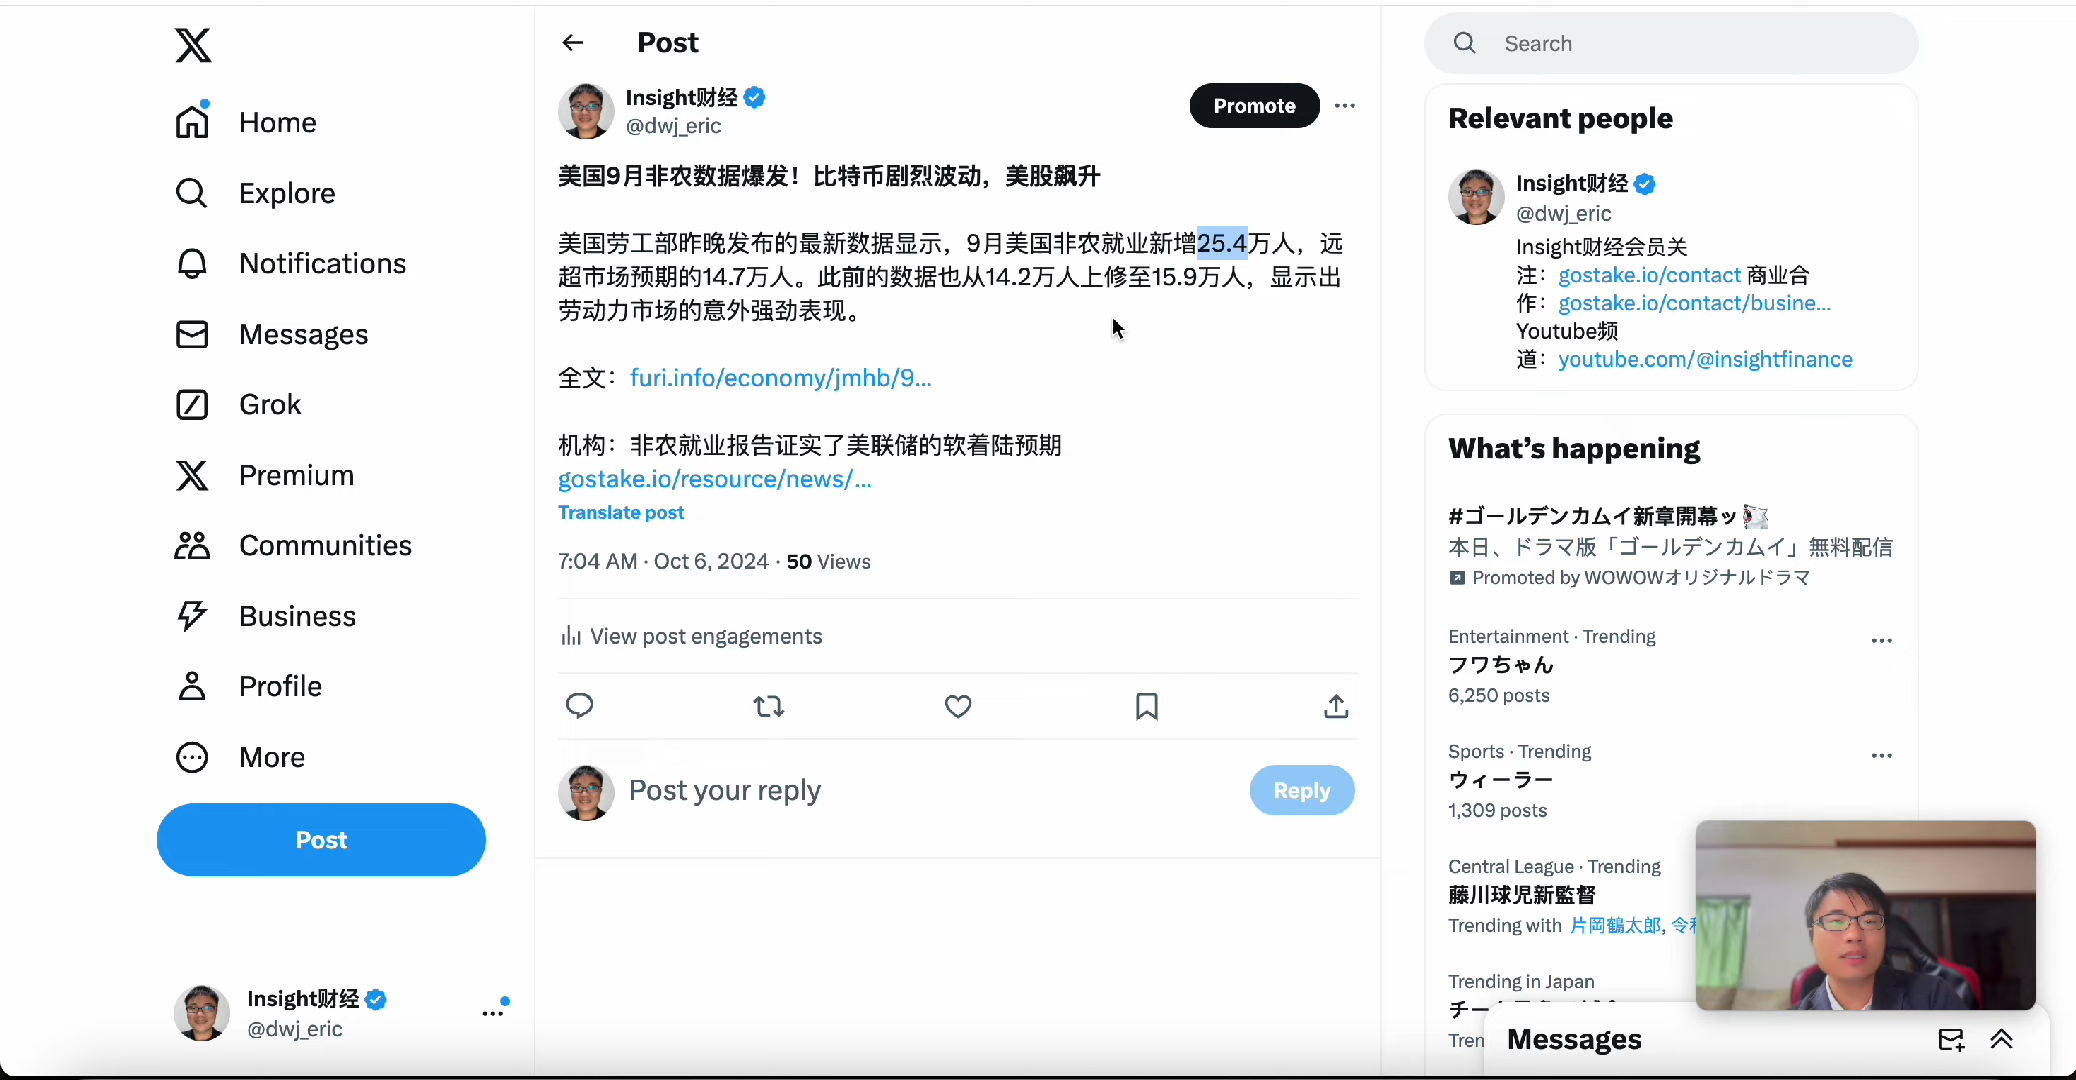 Home
Explore
Notifications
Messages
Grok
Premium
Communities
Business
Profile
More
Post
Insight财经
@dwj_eric
Post
Insight财经
@dwj_eric
Promote
美国9月非农数据爆发！比特币剧烈波动，美股飙升
美国劳工部昨晚发布的最新数据显示，9月美国非农就业新增25.4万人，远
超市场预期的14.7万人。此前的数据也从14.2万人上修至15.9万人，显示出
劳动力市场的意外强劲表现。
全文：furi.info/economy/jmhb/9...
机构：非农就业报告证实了美联储的软着陆预期
gostake.io/resource/news/...
Translate post
7:04 AM · Oct 6, 2024 · 50 Views
View post engagements
Post your reply
Reply
Search
Relevant people
Insight财经
@dwj_eric
Insight财经会员关
注：gostake.io/contact 商业合
作：gostake.io/contact/busine...
Youtube频
道：youtube.com/@insightfinance
What's happening
#ゴールデンカムイ新章開幕ッ
本日、ドラマ版「ゴールデンカムイ」無料配信
Promoted by WOWOWオリジナルドラマ
Entertainment · Trending
フワちゃん
6,250 posts
Sports · Trending
ウィーラー
1,309 posts
Central League · Trending
藤川球児新監督
Trending with 片岡鶴太郎, 令
Trending in Japan
チー
Tren
Messages